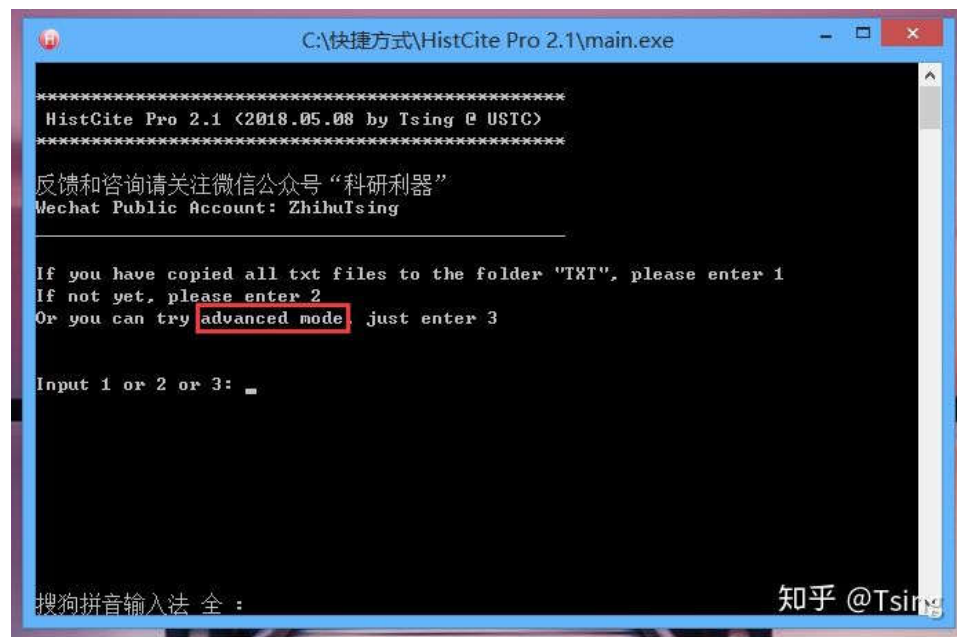 C:\快捷方式\HistCite Pro 2.1\main.exe
*************************************************
HistCite Pro 2.1 (2018.05.08 by Tsing @ USTC)
*************************************************
反馈和咨询请关注微信公众号“科研利器”
Wechat Public Account: ZhihuTsing
If you have copied all txt files to the folder "TXT", please enter 1
If not yet, please enter 2
Or you can try advanced mode, just enter 3
Input 1 or 2 or 3: _
搜狗拼音输入法 全 :
知乎 @Tsing